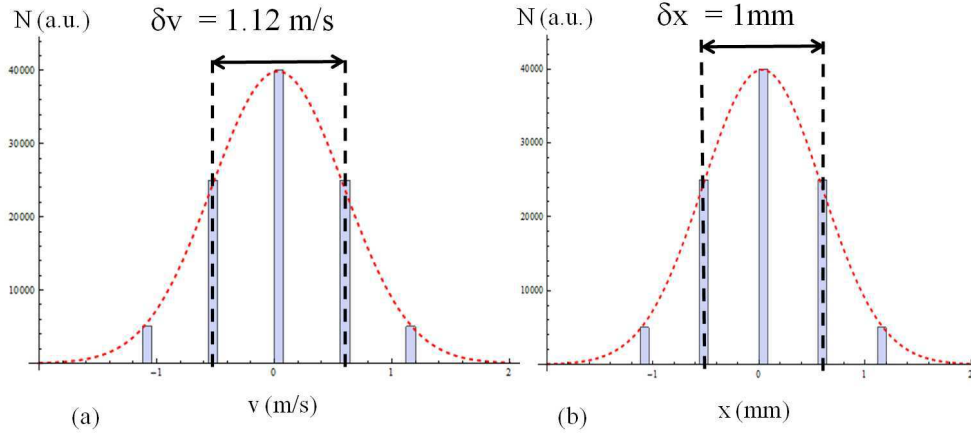 N (a.u.)
δv = 1.12 m/s
40000
30000
20000
10000
-1
0
1
2
(a)
v (m/s)
N (a.u.)
δx = 1mm
40000
30000
20000
10000
-1
0
1
2
(b)
x (mm)